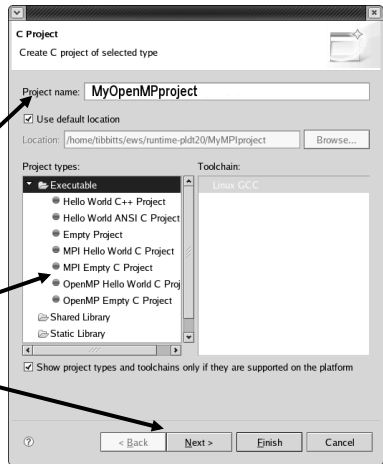 C Project
Create C project of selected type
Project name: MyOpenMPproject
Use default location
Location: /home/tibbitts/ews/runtime-pldt20/MyMPIproject Browse...
Project types: Toolchain:
Executable Linux GCC
Hello World C++ Project
Hello World ANSI C Project
Empty Project
MPI Hello World C Project
MPI Empty C Project
OpenMP Hello World C Proj
OpenMP Empty C Project
Shared Library
Static Library
Show project types and toolchains only if they are supported on the platform
? < Back Next > Finish Cancel